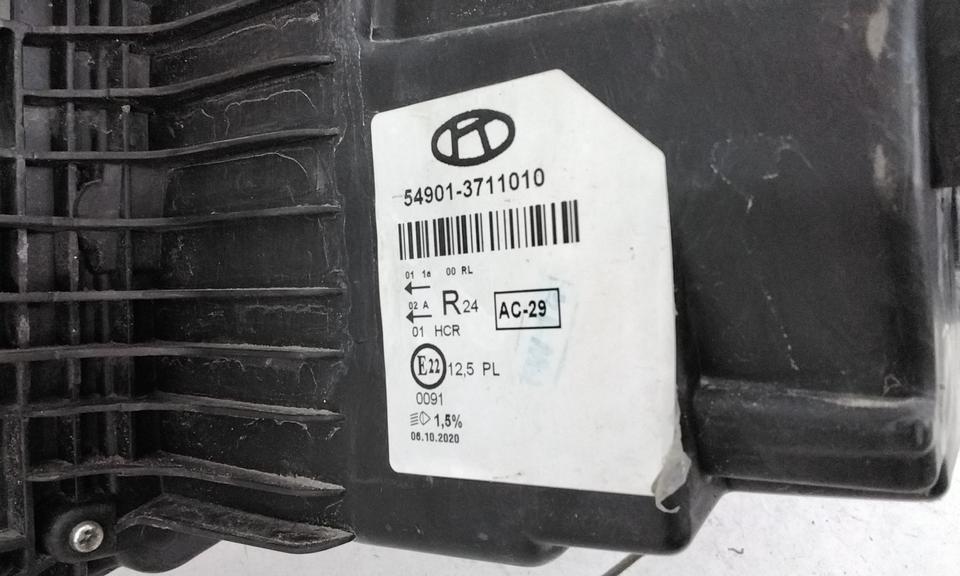 54901-3711010
01 1a 00 RL
02 A R24 AC-29
01 HCR
E22 12,5 PL
0091
1,5%
06.10.2020